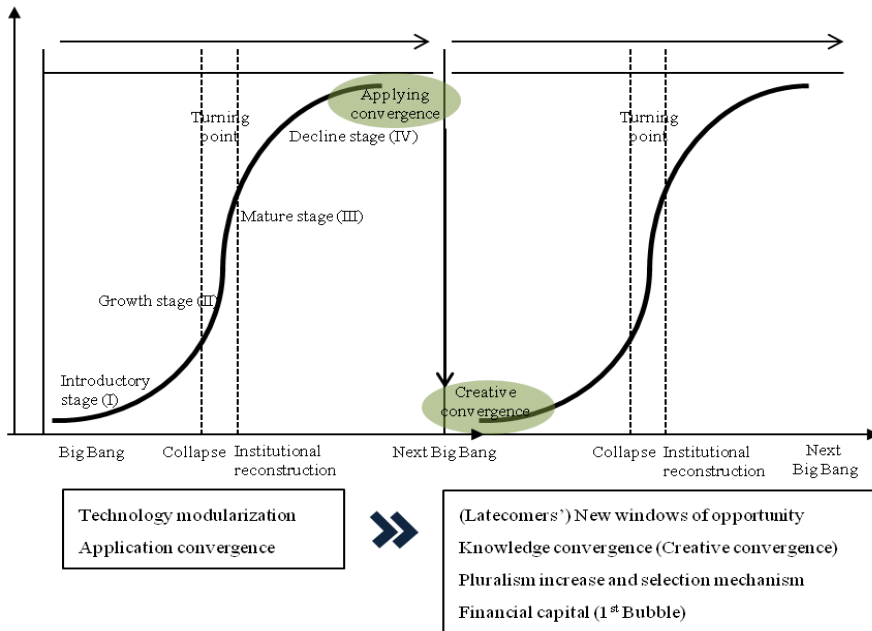 Applying
convergence
Turning
point
Decline stage (IV)
Mature stage (III)
Growth stage (II)
Introductory
stage (I)
Turning
point
Creative
convergence
Big Bang
Collapse
Institutional
reconstruction
Next Big Bang
Collapse
Institutional
reconstruction
Next
Big Bang
Technology modularization
Application convergence
(Latecomers’) New windows of opportunity
Knowledge convergence (Creative convergence)
Pluralism increase and selection mechanism
Financial capital (1st Bubble)